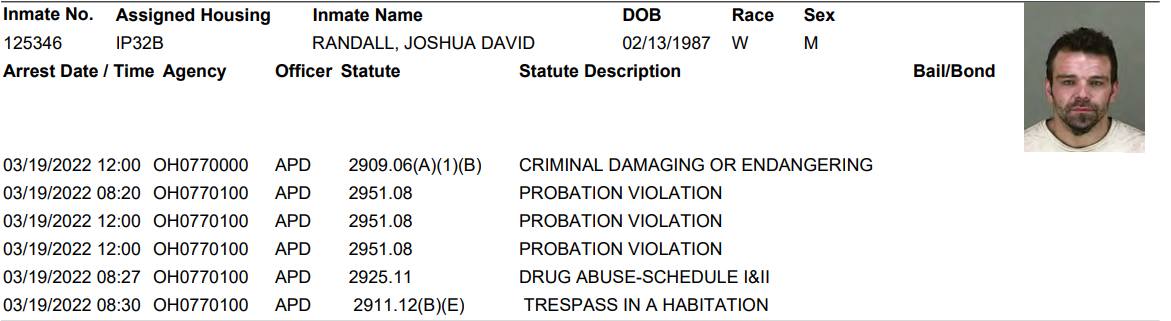 Inmate No. Assigned Housing Inmate Name DOB Race Sex
125346 IP32B RANDALL, JOSHUA DAVID 02/13/1987 W M
Arrest Date / Time Agency Officer Statute Statute Description Bail/Bond
03/19/2022 12:00 OH0770000 APD 2909.06(A)(1)(B) CRIMINAL DAMAGING OR ENDANGERING
03/19/2022 08:20 OH0770100 APD 2951.08 PROBATION VIOLATION
03/19/2022 12:00 OH0770100 APD 2951.08 PROBATION VIOLATION
03/19/2022 12:00 OH0770100 APD 2951.08 PROBATION VIOLATION
03/19/2022 08:27 OH0770100 APD 2925.11 DRUG ABUSE-SCHEDULE I&II
03/19/2022 08:30 OH0770100 APD 2911.12(B)(E) TRESPASS IN A HABITATION